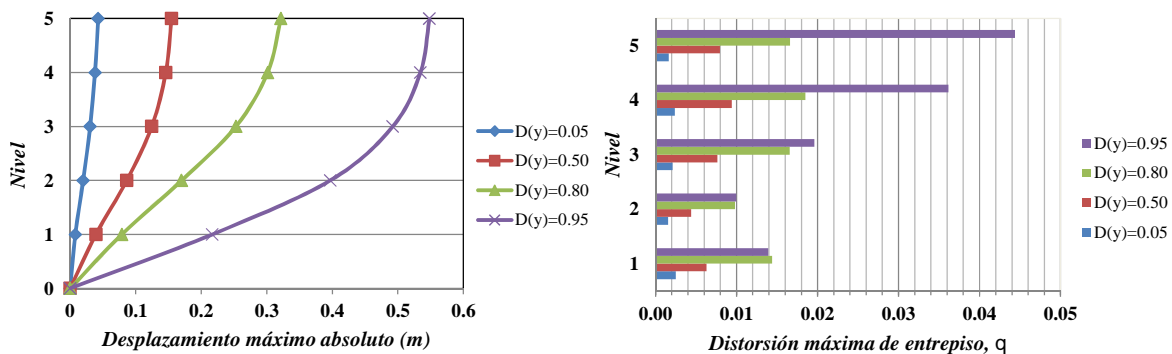 5
4
3
2
1
0
Nivel
0
0.1
0.2
0.3
0.4
0.5
0.6
Desplazamiento máximo absoluto (m)
D(y)=0.05
D(y)=0.50
D(y)=0.80
D(y)=0.95
5
4
3
2
1
Nivel
0.00
0.01
0.02
0.03
0.04
0.05
Distorsión máxima de entrepiso, q
D(y)=0.95
D(y)=0.80
D(y)=0.50
D(y)=0.05